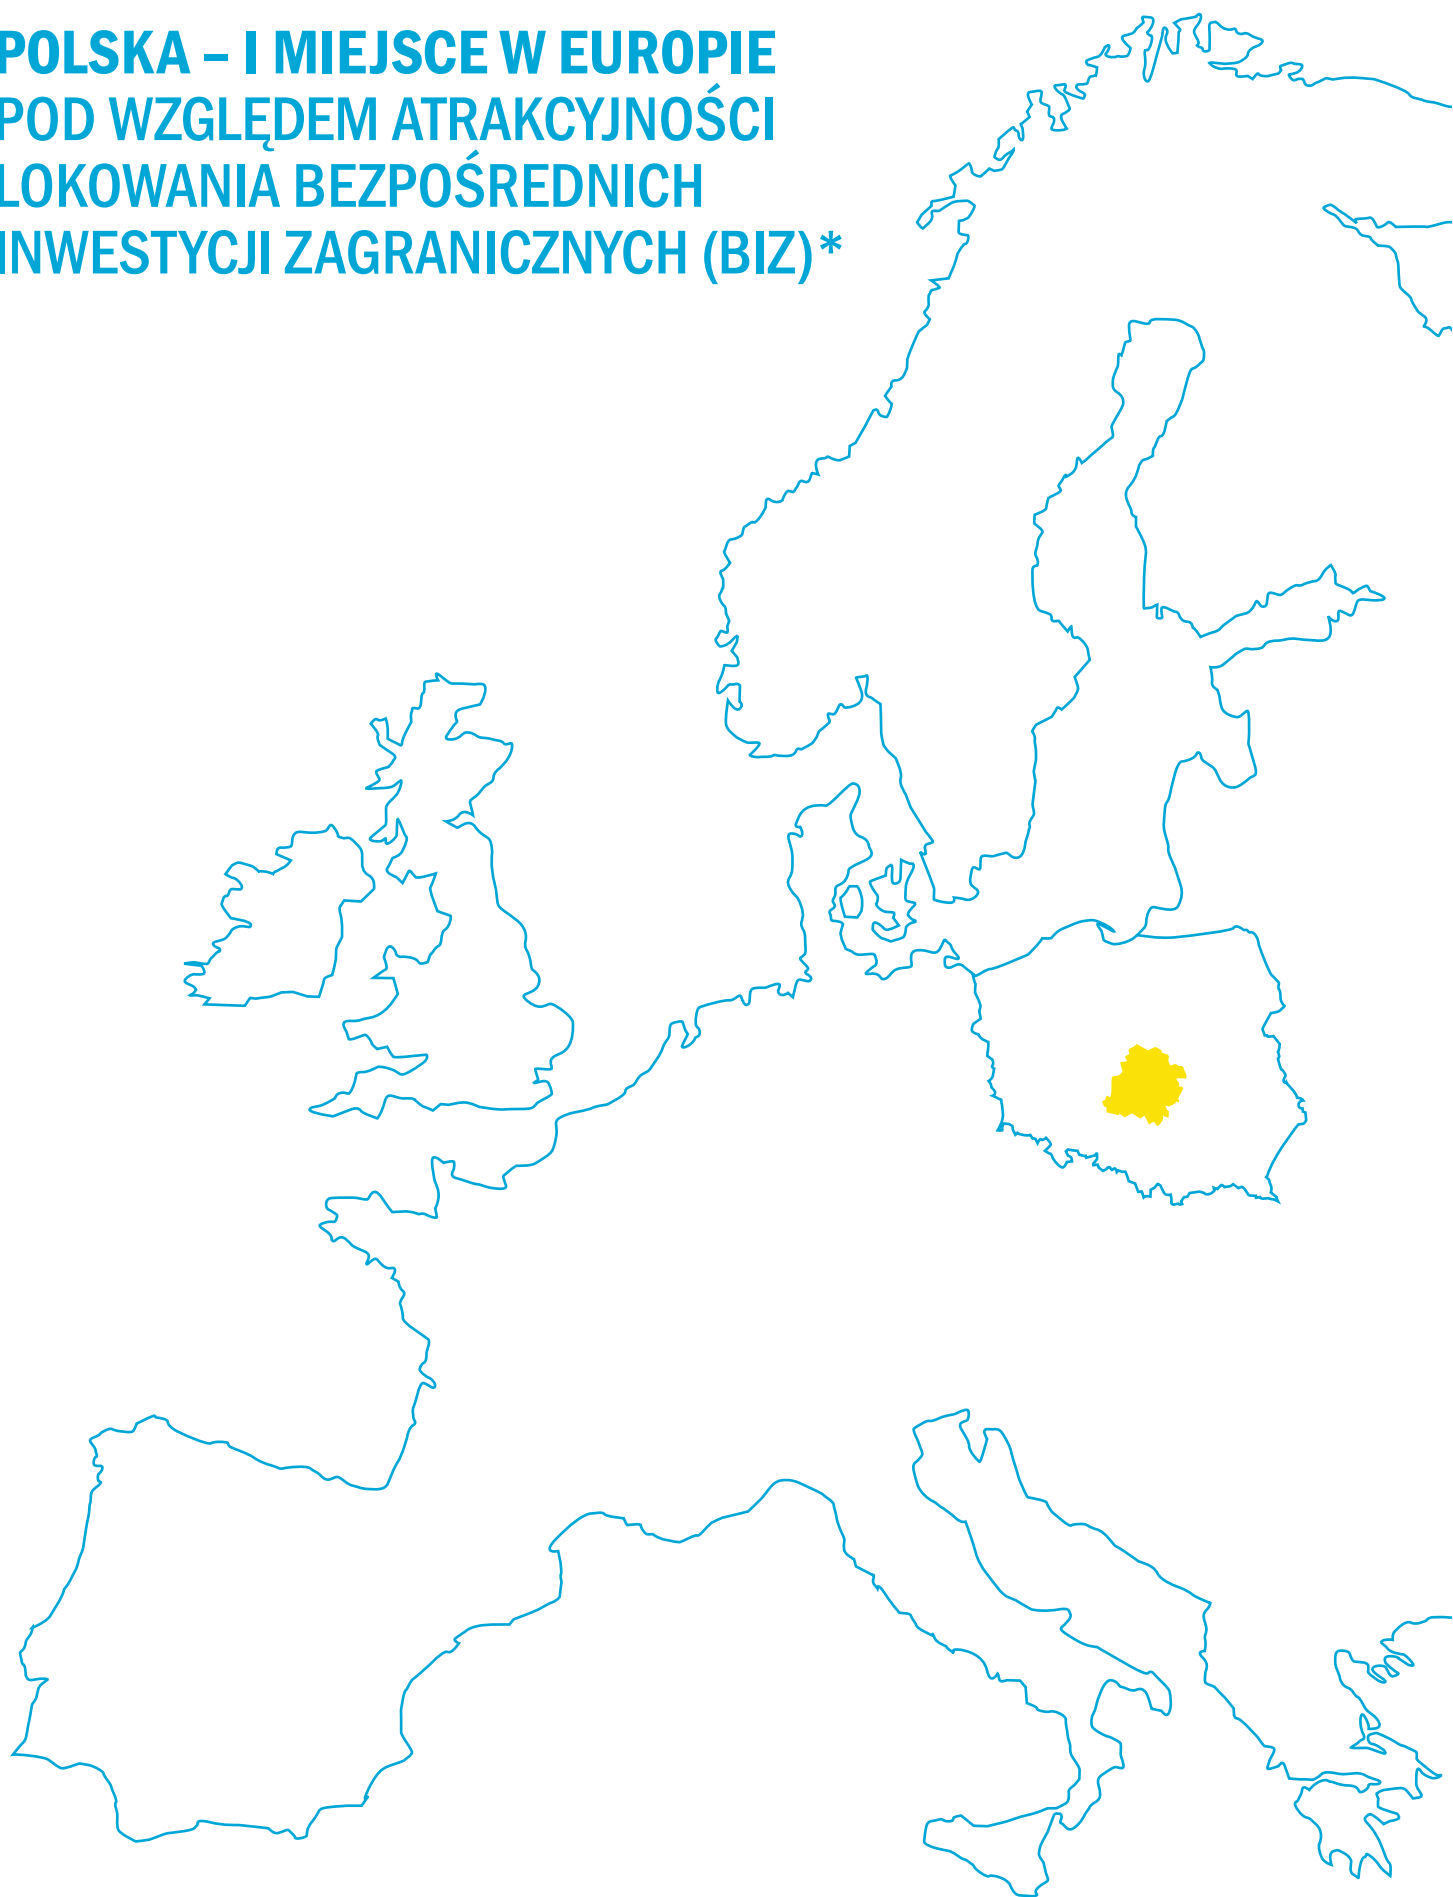 POLSKA – I MIEJSCE W EUROPIE
POD WZGLĘDEM ATRAKCYJNOŚCI
LOKOWANIA BEZPOŚREDNICH
INWESTYCJI ZAGRANICZNYCH (BIZ)*